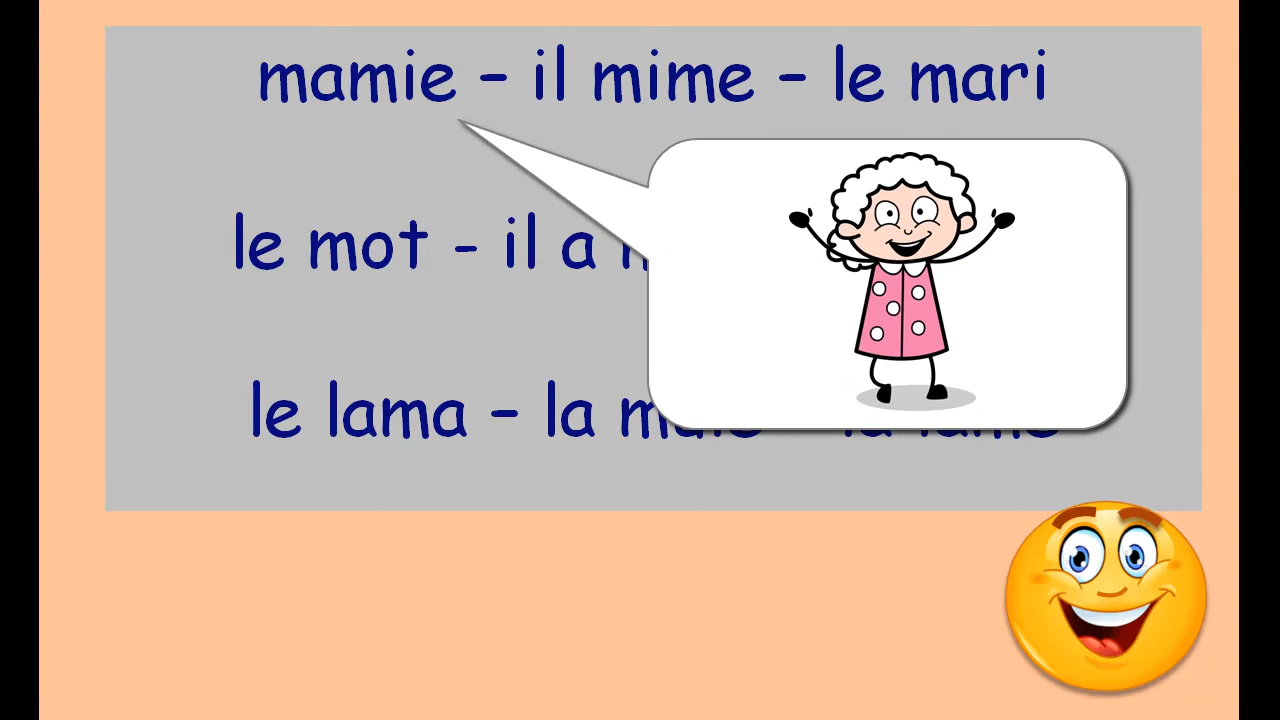 mamie – il mime – le mari
le mot - il a
le lama – la